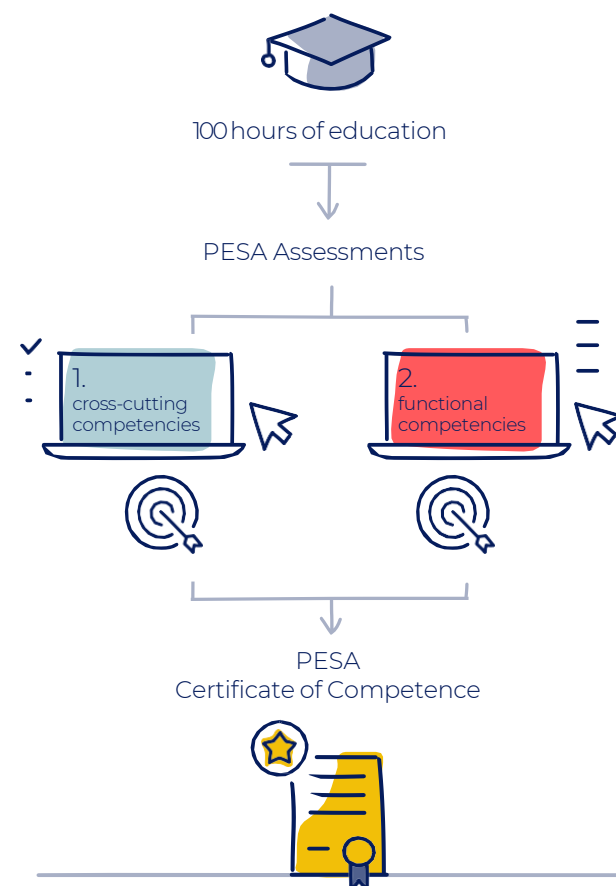 100 hours of education
PESA Assessments
1.
cross-cutting
competencies
2.
functional
competencies
PESA
Certificate of Competence